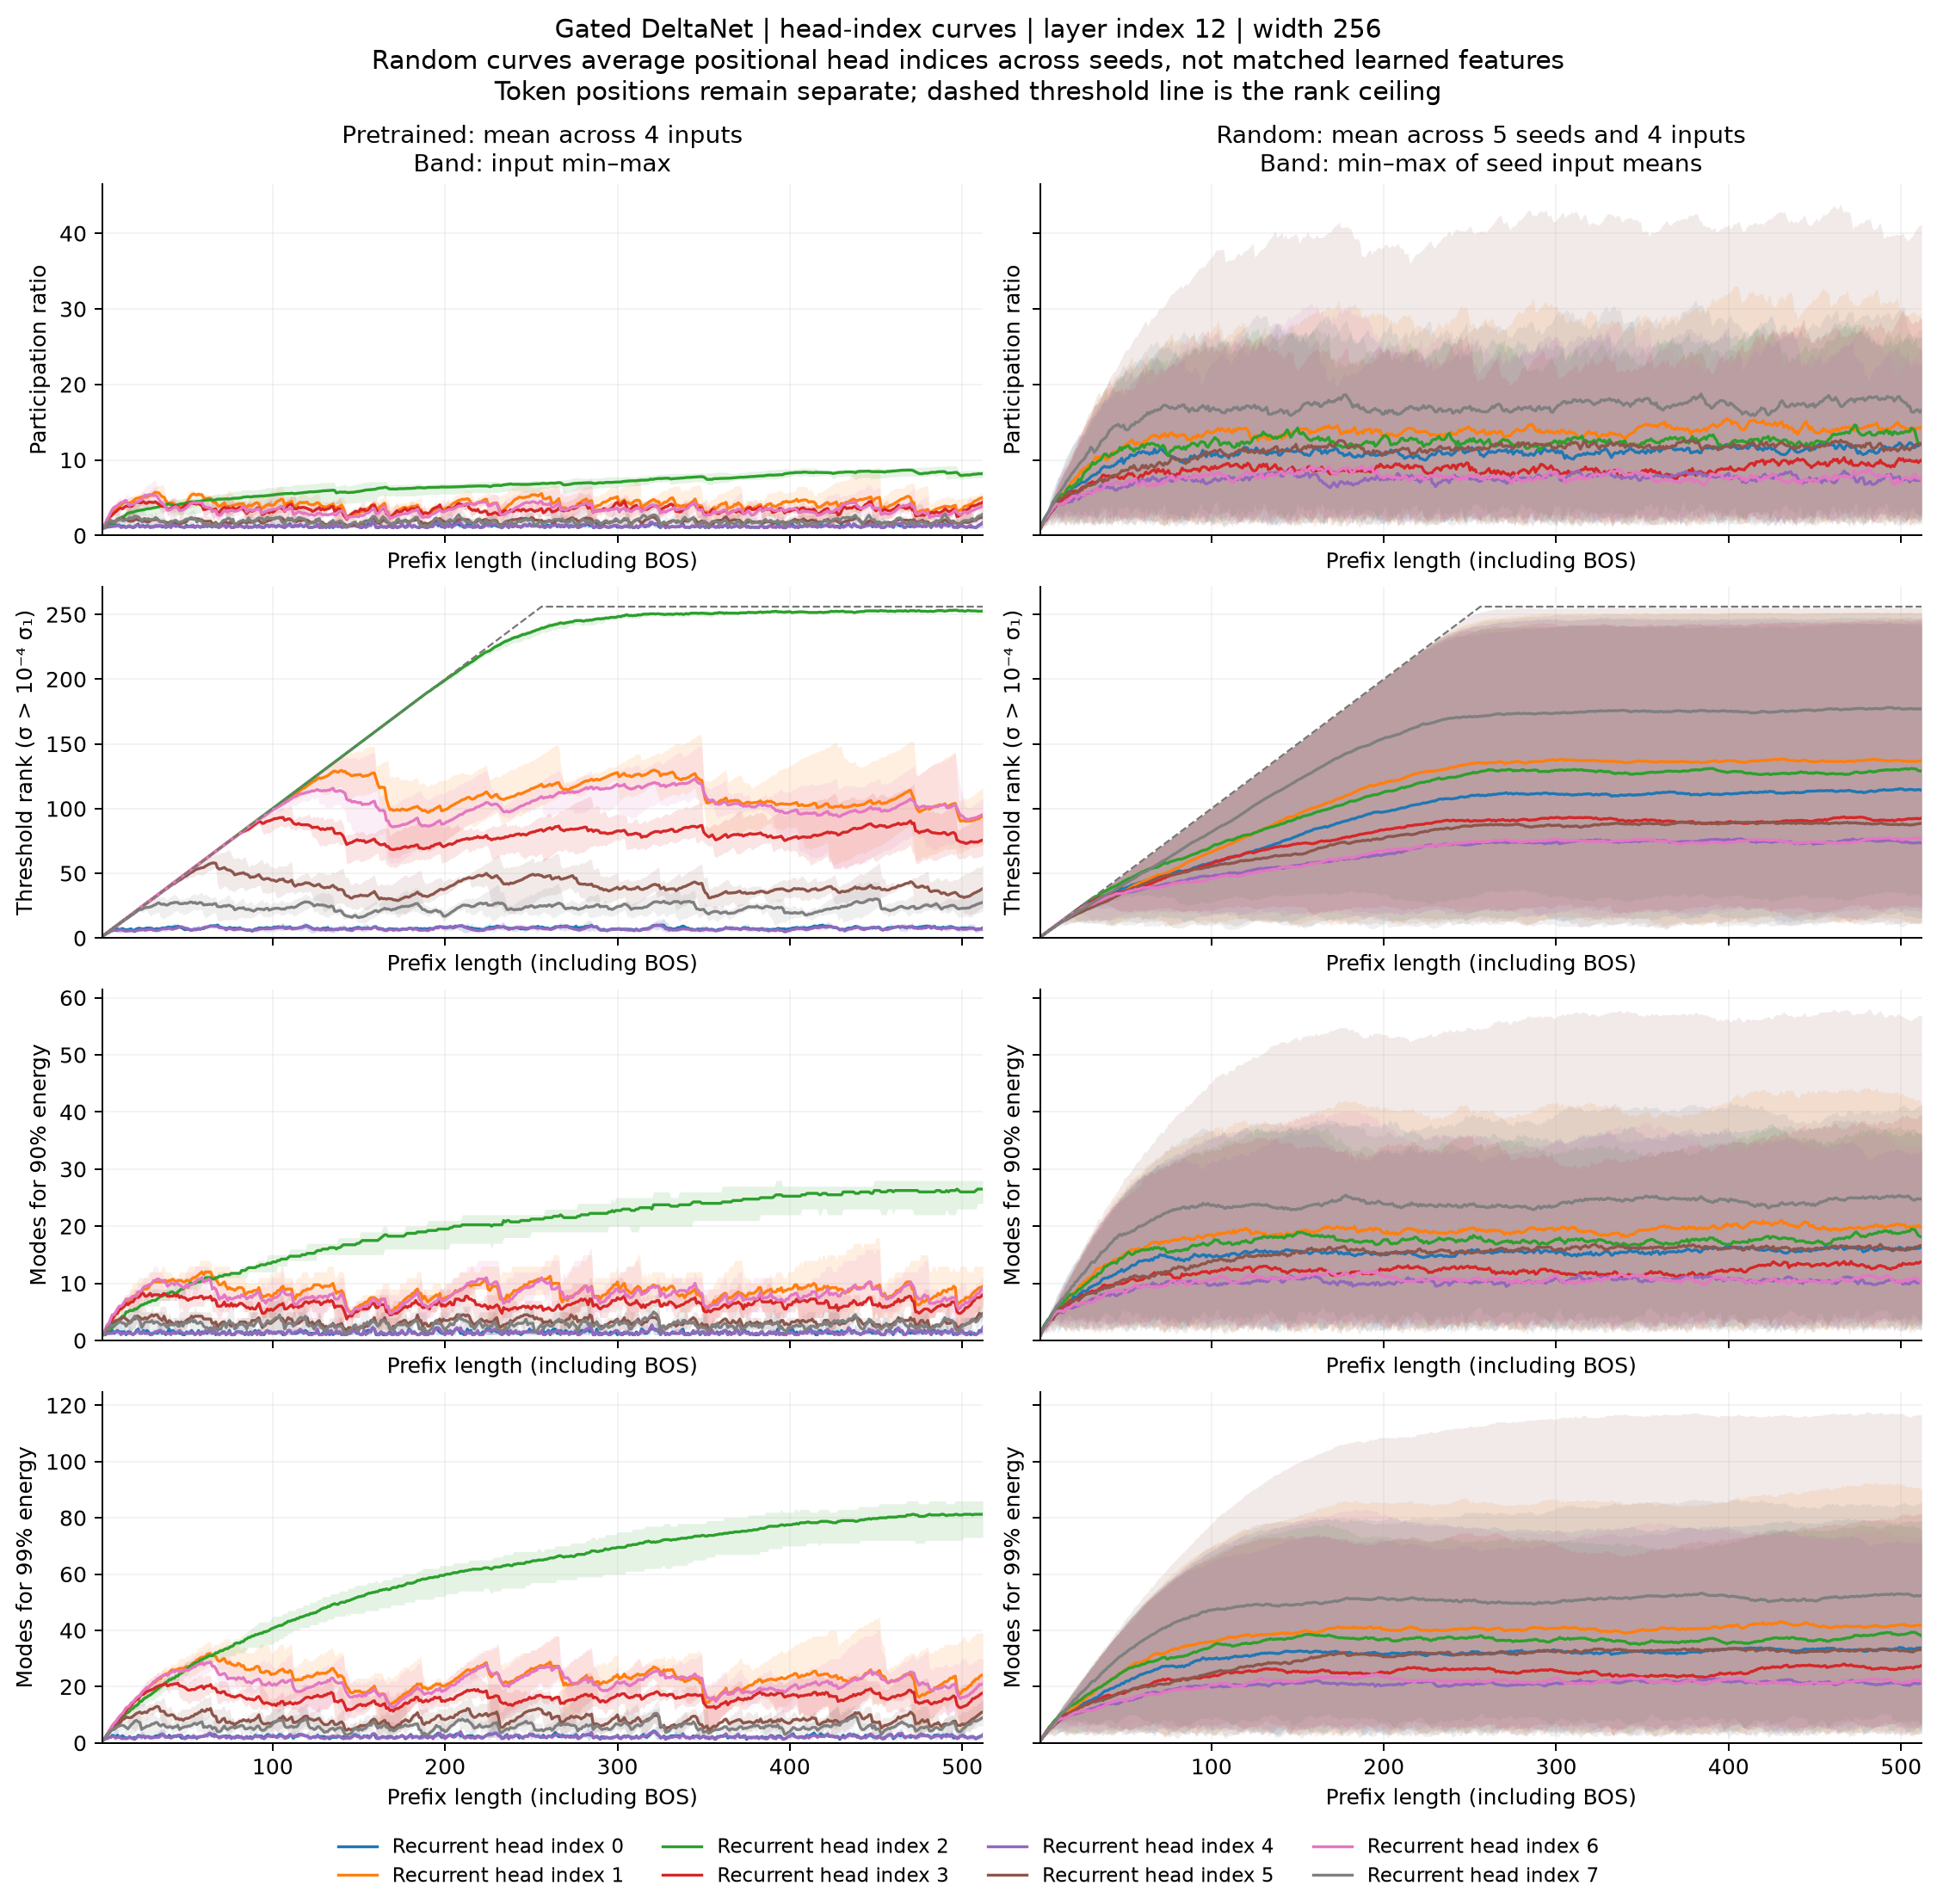 Gated DeltaNet | head-index curves | layer index 12 | width 256
Random curves average positional head indices across seeds, not matched learned features
Token positions remain separate; dashed threshold line is the rank ceiling
Pretrained: mean across 4 inputs
Band: input min–max
Random: mean across 5 seeds and 4 inputs
Band: min–max of seed input means
Participation ratio
40
30
20
10
0
Prefix length (including BOS)
Participation ratio
Prefix length (including BOS)
Threshold rank (σ > 10⁻⁴ σ₁)
250
200
150
100
50
0
Prefix length (including BOS)
Threshold rank (σ > 10⁻⁴ σ₁)
Prefix length (including BOS)
Modes for 90% energy
60
50
40
30
20
10
0
Prefix length (including BOS)
Modes for 90% energy
Prefix length (including BOS)
Modes for 99% energy
120
100
80
60
40
20
0
100 200 300 400 500
Prefix length (including BOS)
Modes for 99% energy
100 200 300 400 500
Prefix length (including BOS)
Recurrent head index 0
Recurrent head index 1
Recurrent head index 2
Recurrent head index 3
Recurrent head index 4
Recurrent head index 5
Recurrent head index 6
Recurrent head index 7